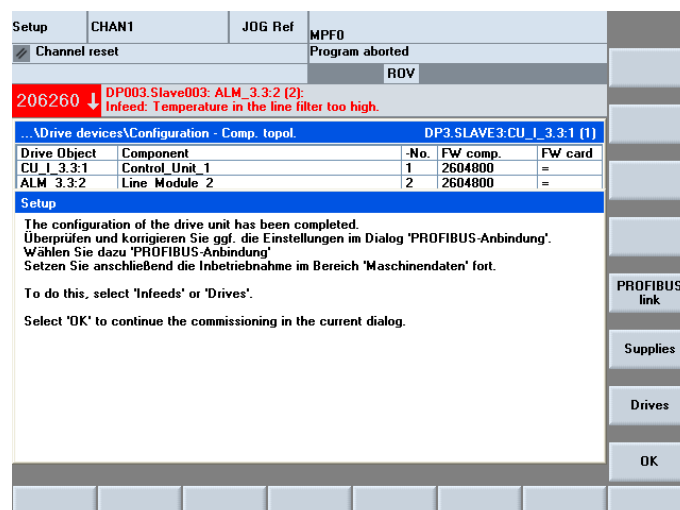 Setup CHAN1 JOG Ref MPF0
Channel reset Program aborted
ROV
206260 DP003.Slave003: ALM_3.3:2 (2):
Infeed: Temperature in the line filter too high.
...\Drive devices\Configuration - Comp. topol. DP3.SLAVE3:CU_I_3.3:1 (1)
Drive Object Component -No. FW comp. FW card
CU_I_3.3:1 Control_Unit_1 1 2604800 =
ALM_3.3:2 Line_Module_2 2 2604800 =
Setup
The configuration of the drive unit has been completed.
Überprüfen und korrigieren Sie ggf. die Einstellungen im Dialog 'PROFIBUS-Anbindung'.
Wählen Sie dazu 'PROFIBUS-Anbindung'
Setzen Sie anschließend die Inbetriebnahme im Bereich 'Maschinendaten' fort.
To do this, select 'Infeeds' or 'Drives'.
Select 'OK' to continue the commissioning in the current dialog.
PROFIBUS
link
Supplies
Drives
OK